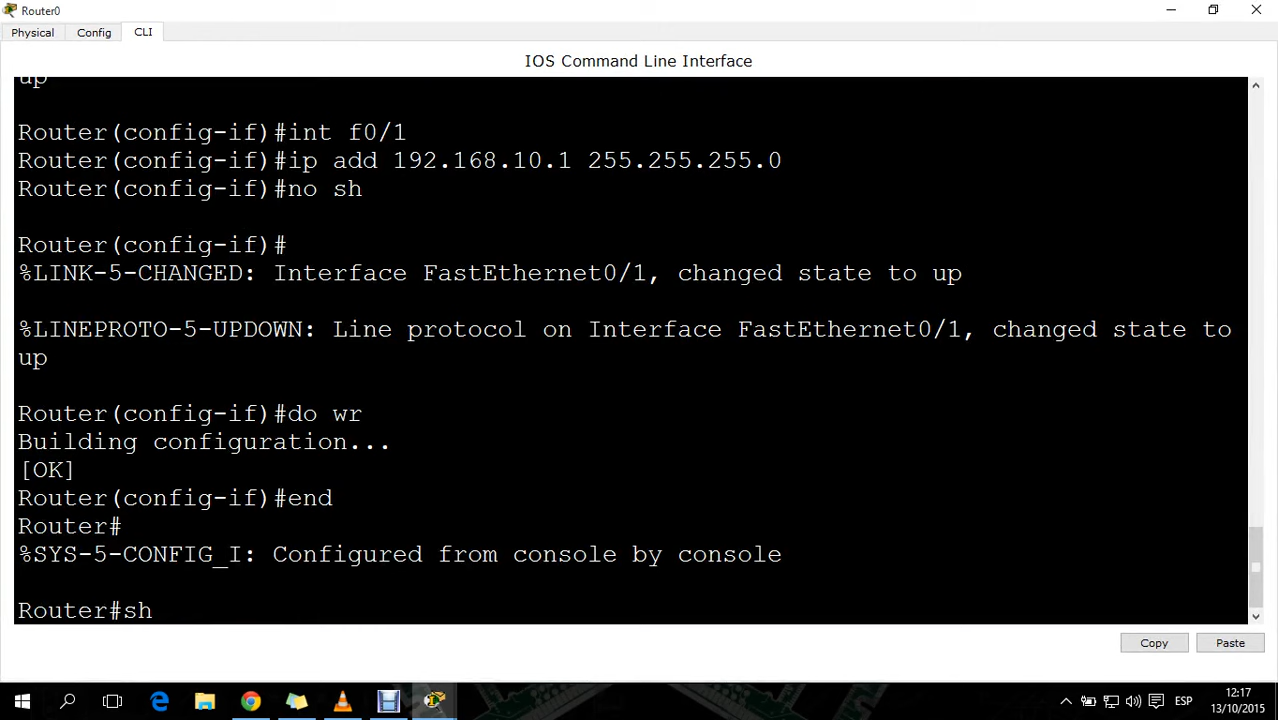 Router0
Physical Config CLI
IOS Command Line Interface
up
Router(config-if)#int f0/1
Router(config-if)#ip add 192.168.10.1 255.255.255.0
Router(config-if)#no sh
Router(config-if)#
%LINK-5-CHANGED: Interface FastEthernet0/1, changed state to up
%LINEPROTO-5-UPDOWN: Line protocol on Interface FastEthernet0/1, changed state to
up
Router(config-if)#do wr
Building configuration...
[OK]
Router(config-if)#end
Router#
%SYS-5-CONFIG_I: Configured from console by console
Router#sh
Copy Paste
ESP
12:17
13/10/2015